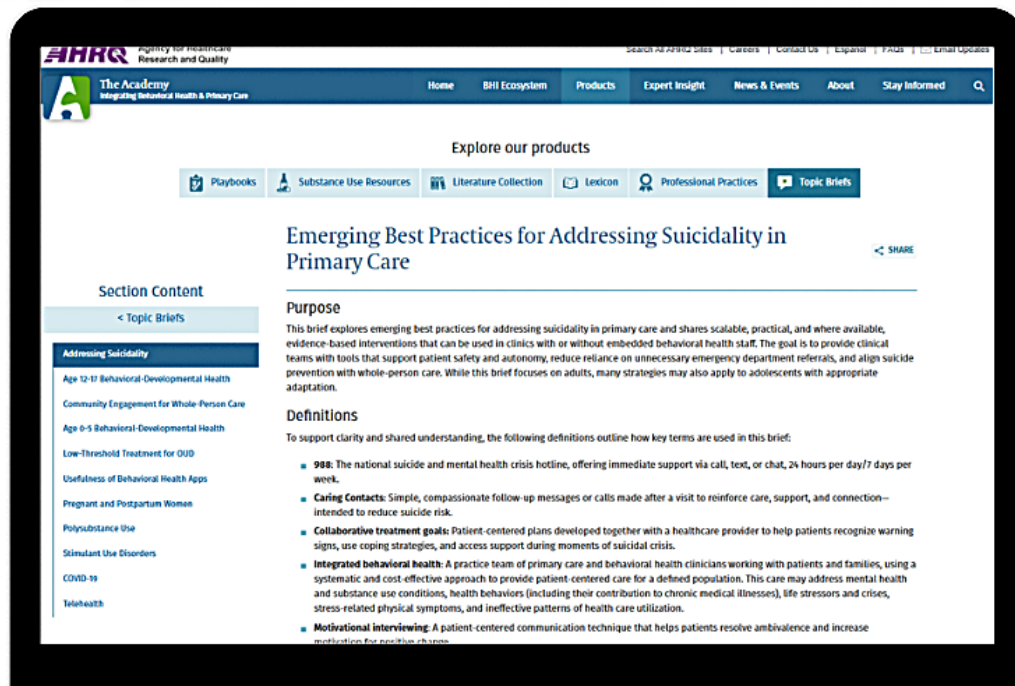 AHRQ Agency for Healthcare
Research and Quality
Search All AHRQ Sites | Careers | Contact Us | Español | FAQs | Email Updates
The Academy
Integrating Behavioral Health & Primary Care
Home BHI Ecosystem Products Expert Insight News & Events About Stay Informed
Explore our products
Playbooks Substance Use Resources Literature Collection Lexicon Professional Practices Topic Briefs
Emerging Best Practices for Addressing Suicidality in
Primary Care
SHARE
Section Content
< Topic Briefs
Addressing Suicidality
Age 12-17 Behavioral-Developmental Health
Community Engagement for Whole-Person Care
Age 0-5 Behavioral-Developmental Health
Low-Threshold Treatment for OUD
Usefulness of Behavioral Health Apps
Pregnant and Postpartum Women
Polysubstance Use
Stimulant Use Disorders
COVID-19
Telehealth
Purpose
This brief explores emerging best practices for addressing suicidality in primary care and shares scalable, practical, and where available,
evidence-based interventions that can be used in clinics with or without embedded behavioral health staff. The goal is to provide clinical
teams with tools that support patient safety and autonomy, reduce reliance on unnecessary emergency department referrals, and align suicide
prevention with whole-person care. While this brief focuses on adults, many strategies may also apply to adolescents with appropriate
adaptation.
Definitions
To support clarity and shared understanding, the following definitions outline how key terms are used in this brief:
988: The national suicide and mental health crisis hotline, offering immediate support via call, text, or chat, 24 hours per day/7 days per
week.
Caring Contacts: Simple, compassionate follow-up messages or calls made after a visit to reinforce care, support, and connection—
intended to reduce suicide risk.
Collaborative treatment goals: Patient-centered plans developed together with a healthcare provider to help patients recognize warning
signs, use coping strategies, and access support during moments of suicidal crisis.
Integrated behavioral health: A practice team of primary care and behavioral health clinicians working with patients and families, using a
systematic and cost-effective approach to provide patient-centered care for a defined population. This care may address mental health
and substance use conditions, health behaviors (including their contribution to chronic medical illnesses), life stressors and crises,
stress-related physical symptoms, and ineffective patterns of health care utilization.
Motivational interviewing: A patient-centered communication technique that helps patients resolve ambivalence and increase
motivation for positive change.